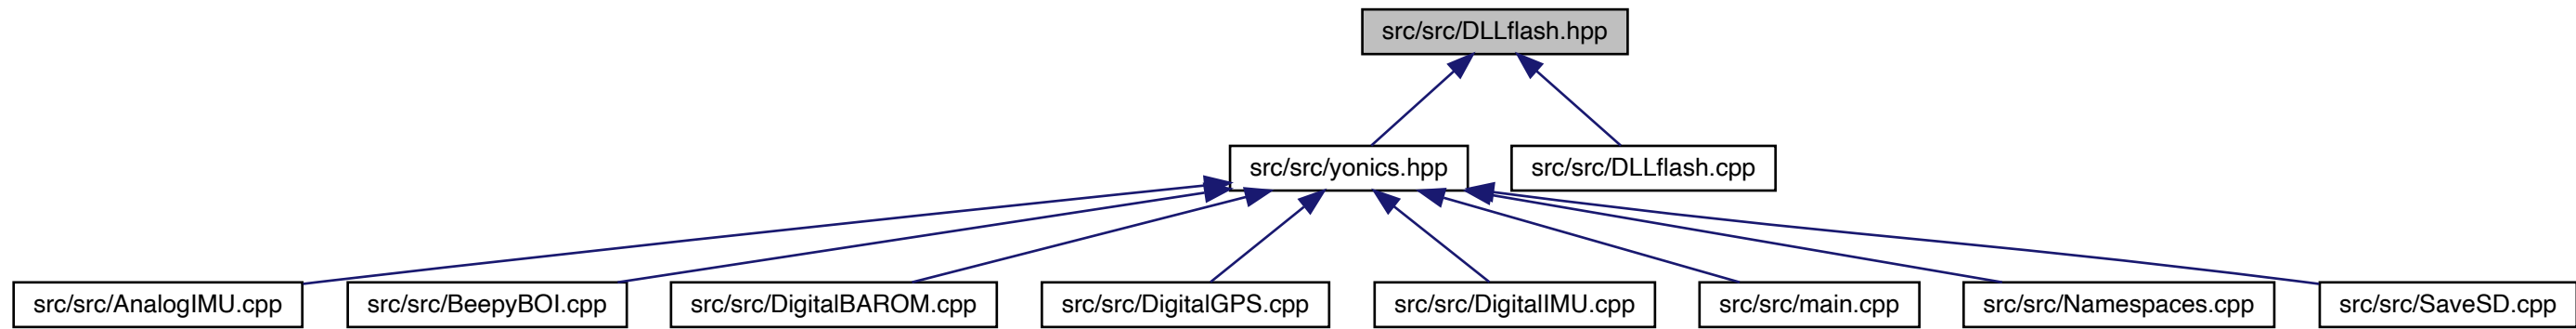 src/src/DLLflash.hpp
src/src/yonics.hpp
src/src/DLLflash.cpp
src/src/AnalogIMU.cpp
src/src/BeepyBOI.cpp
src/src/DigitalBAROM.cpp
src/src/DigitalGPS.cpp
src/src/DigitalIMU.cpp
src/src/main.cpp
src/src/Namespaces.cpp
src/src/SaveSD.cpp